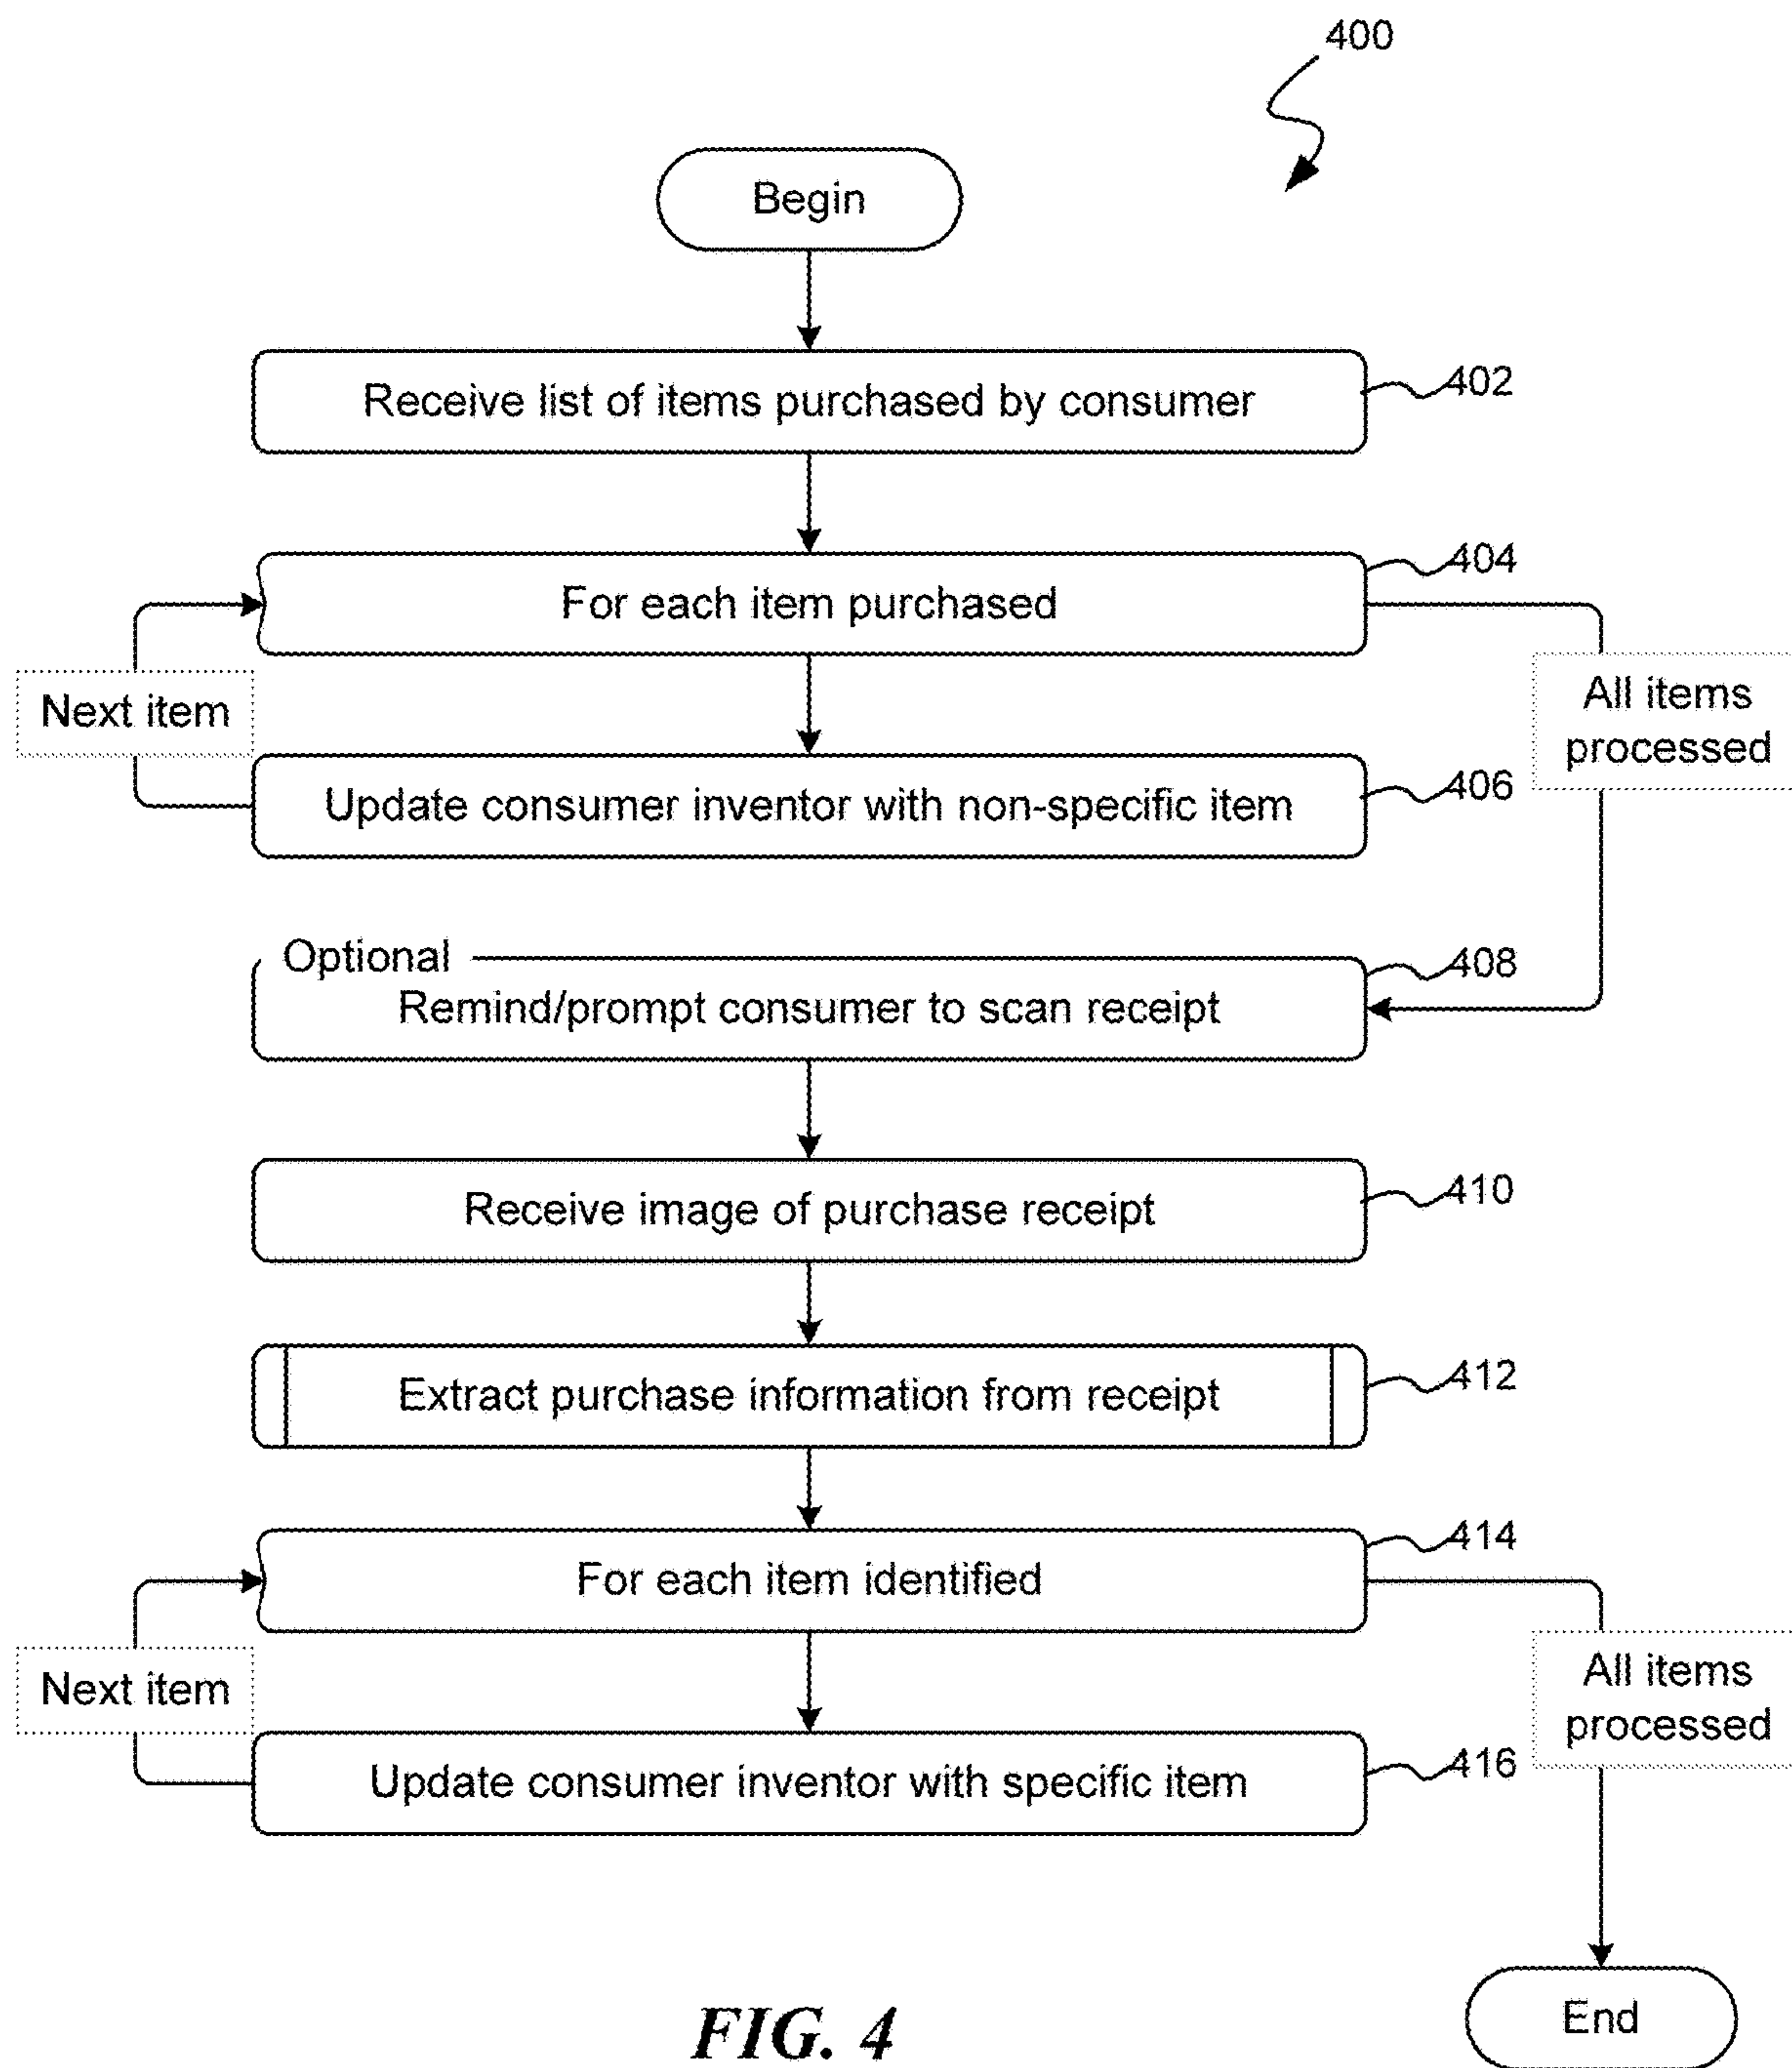 400
Begin
Receive list of items purchased by consumer
402
For each item purchased
404
Next item
All items
processed
Update consumer inventor with non-specific item
406
Optional
Remind/prompt consumer to scan receipt
408
Receive image of purchase receipt
410
Extract purchase information from receipt
412
For each item identified
414
Next item
All items
processed
Update consumer inventor with specific item
416
End
FIG. 4